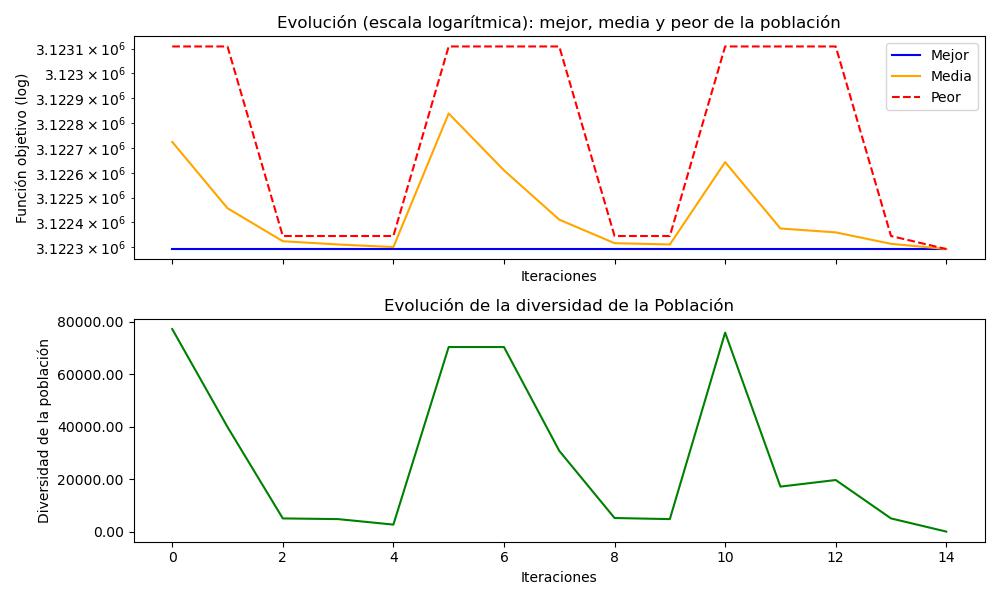 Evolución (escala logarítmica): mejor, media y peor de la población
Función objetivo (log)
3.1231 × 10⁶
3.123 × 10⁶
3.1229 × 10⁶
3.1228 × 10⁶
3.1227 × 10⁶
3.1226 × 10⁶
3.1225 × 10⁶
3.1224 × 10⁶
3.1223 × 10⁶
Mejor
Media
Peor
Iteraciones
Evolución de la diversidad de la Población
Diversidad de la población
80000.00
60000.00
40000.00
20000.00
0.00
0 2 4 6 8 10 12 14
Iteraciones